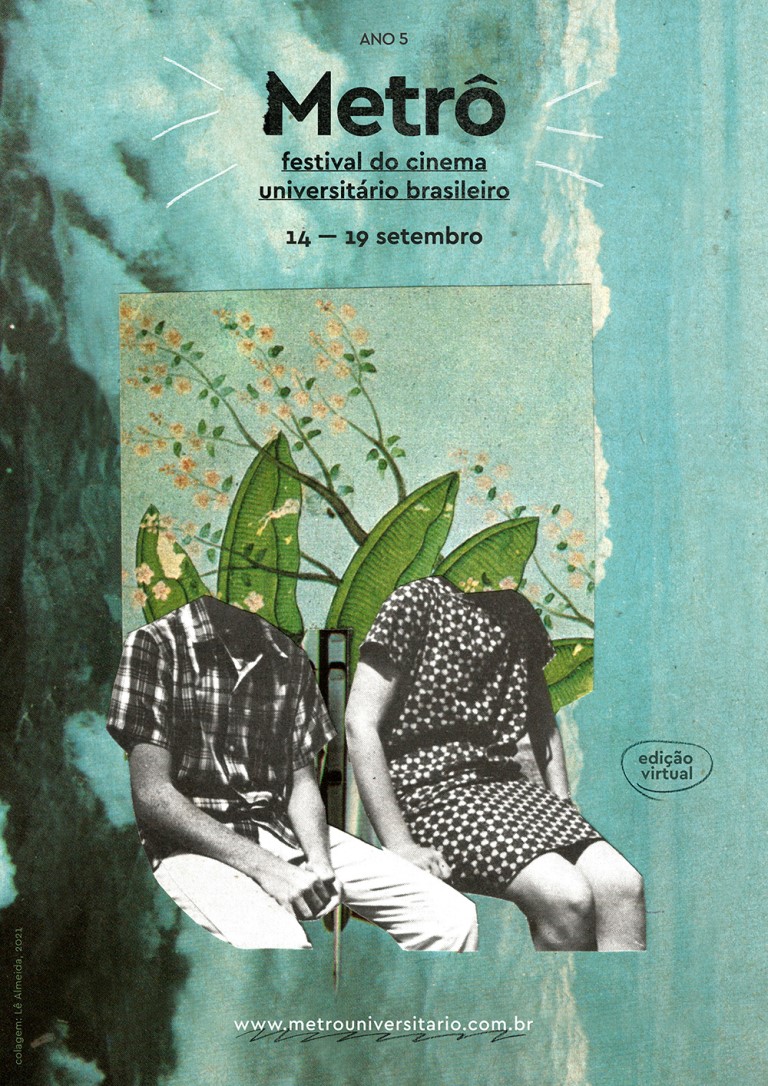 ANO 5
Metrô
festival do cinema
universitário brasileiro
14 — 19 setembro
edição
virtual
colagem: Lê Almeida, 2021
www.metrouniversitario.com.br